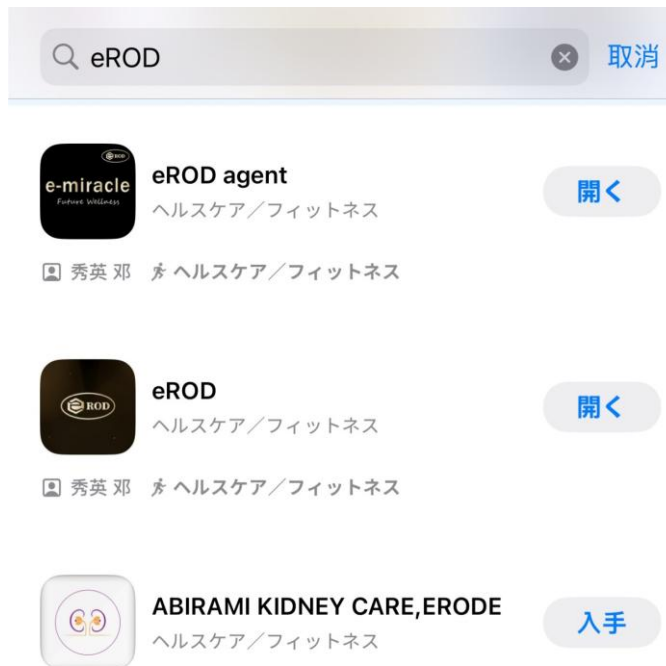 eROD
取消
ROD
e-miracle
Future Wellness
eROD agent
ヘルスケア／フィットネス
開く
秀英 邓
ヘルスケア／フィットネス
ROD
eROD
ヘルスケア／フィットネス
開く
秀英 邓
ヘルスケア／フィットネス
ABIRAMI KIDNEY CARE,ERODE
ヘルスケア／フィットネス
入手